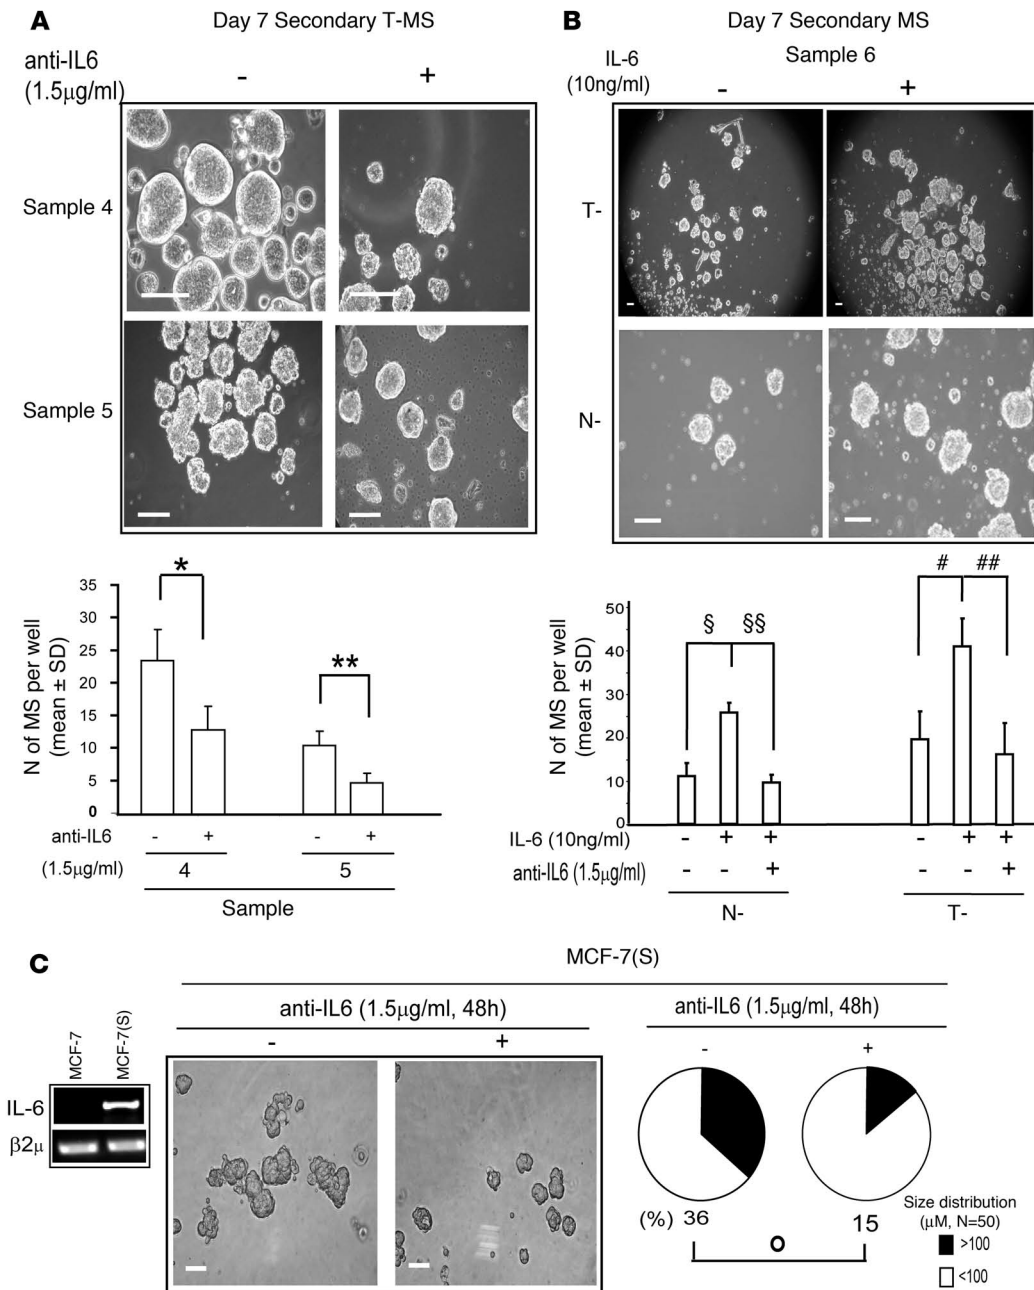 A
Day 7 Secondary T-MS
anti-IL6
(1.5µg/ml)
- +
Sample 4
Sample 5
N of MS per well
(mean ± SD)
35
30
25
20
15
10
5
0
*
**
anti-IL6
- + - +
(1.5µg/ml)
4 5
Sample
B
Day 7 Secondary MS
Sample 6
IL-6
(10ng/ml)
- +
T-
N-
N of MS per well
(mean ± SD)
50
40
30
20
10
0
§ §§
# ##
IL-6 (10ng/ml)
- + + - + +
anti-IL6 (1.5µg/ml)
- - + - - +
N- T-
C
MCF-7
MCF-7(S)
IL-6
β2µ
MCF-7(S)
anti-IL6 (1.5µg/ml, 48h)
- +
anti-IL6 (1.5µg/ml, 48h)
- +
(%) 36 15
o
Size distribution
(µM, N=50)
>100
<100